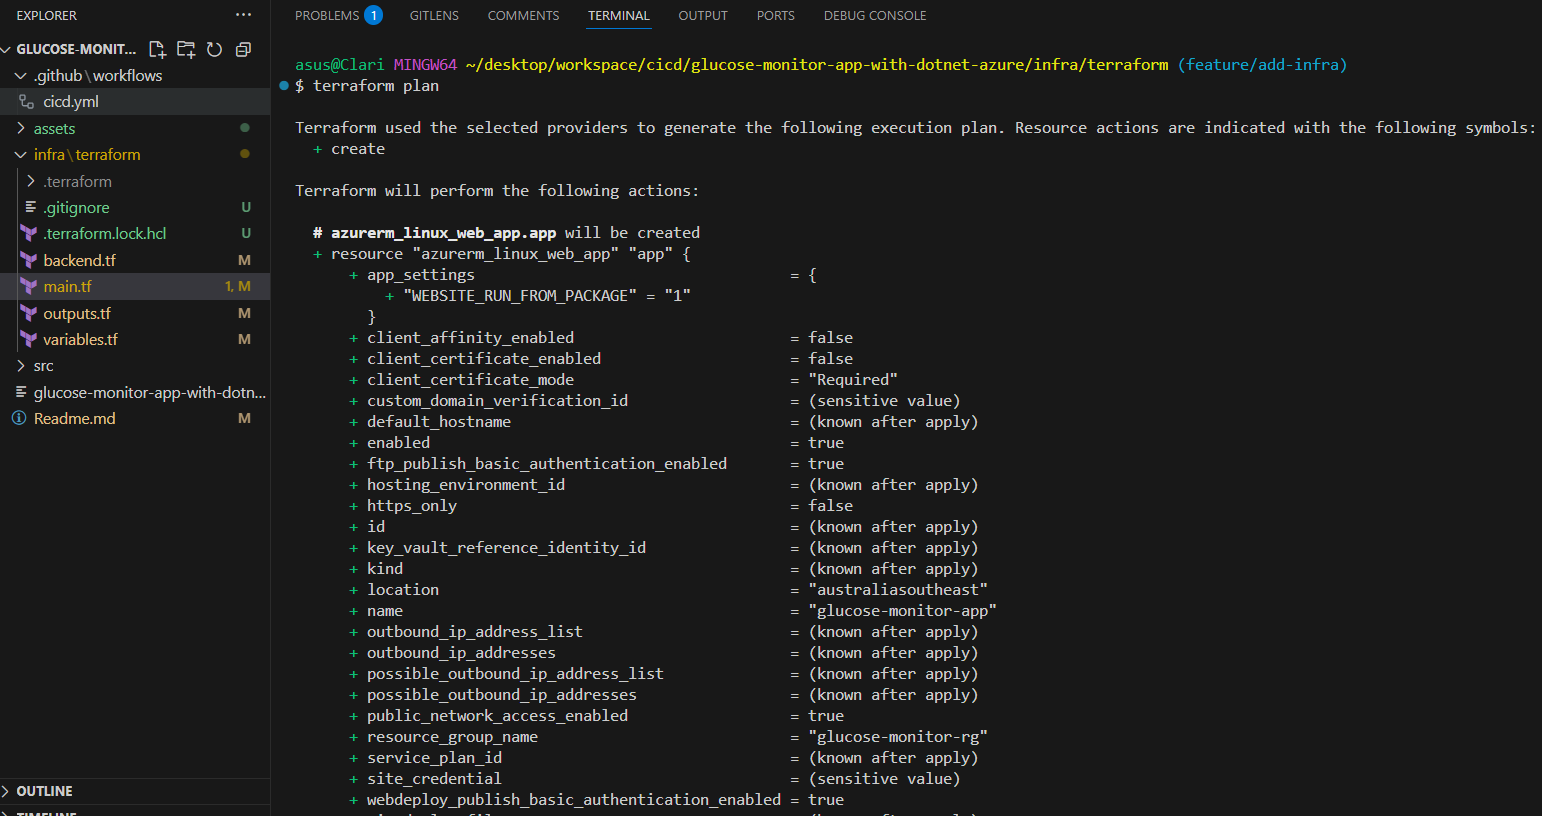 EXPLORER
GLUCOSE-MONIT...
.github\workflows
cicd.yml
assets
infra\terraform
.terraform
.gitignore U
.terraform.lock.hcl U
backend.tf M
main.tf 1, M
outputs.tf M
variables.tf M
src
glucose-monitor-app-with-dotn...
Readme.md M
OUTLINE
TIMELINE
PROBLEMS 1 GITLENS COMMENTS TERMINAL OUTPUT PORTS DEBUG CONSOLE
asus@Clari MINGW64 ~/desktop/workspace/cicd/glucose-monitor-app-with-dotnet-azure/infra/terraform (feature/add-infra)
$ terraform plan
Terraform used the selected providers to generate the following execution plan. Resource actions are indicated with the following symbols:
+ create
Terraform will perform the following actions:
# azurerm_linux_web_app.app will be created
+ resource "azurerm_linux_web_app" "app" {
+ app_settings = {
+ "WEBSITE_RUN_FROM_PACKAGE" = "1"
}
+ client_affinity_enabled = false
+ client_certificate_enabled = false
+ client_certificate_mode = "Required"
+ custom_domain_verification_id = (sensitive value)
+ default_hostname = (known after apply)
+ enabled = true
+ ftp_publish_basic_authentication_enabled = true
+ hosting_environment_id = (known after apply)
+ https_only = false
+ id = (known after apply)
+ key_vault_reference_identity_id = (known after apply)
+ kind = (known after apply)
+ location = "australiasoutheast"
+ name = "glucose-monitor-app"
+ outbound_ip_address_list = (known after apply)
+ outbound_ip_addresses = (known after apply)
+ possible_outbound_ip_address_list = (known after apply)
+ possible_outbound_ip_addresses = (known after apply)
+ public_network_access_enabled = true
+ resource_group_name = "glucose-monitor-rg"
+ service_plan_id = (known after apply)
+ site_credential = (sensitive value)
+ webdeploy_publish_basic_authentication_enabled = true